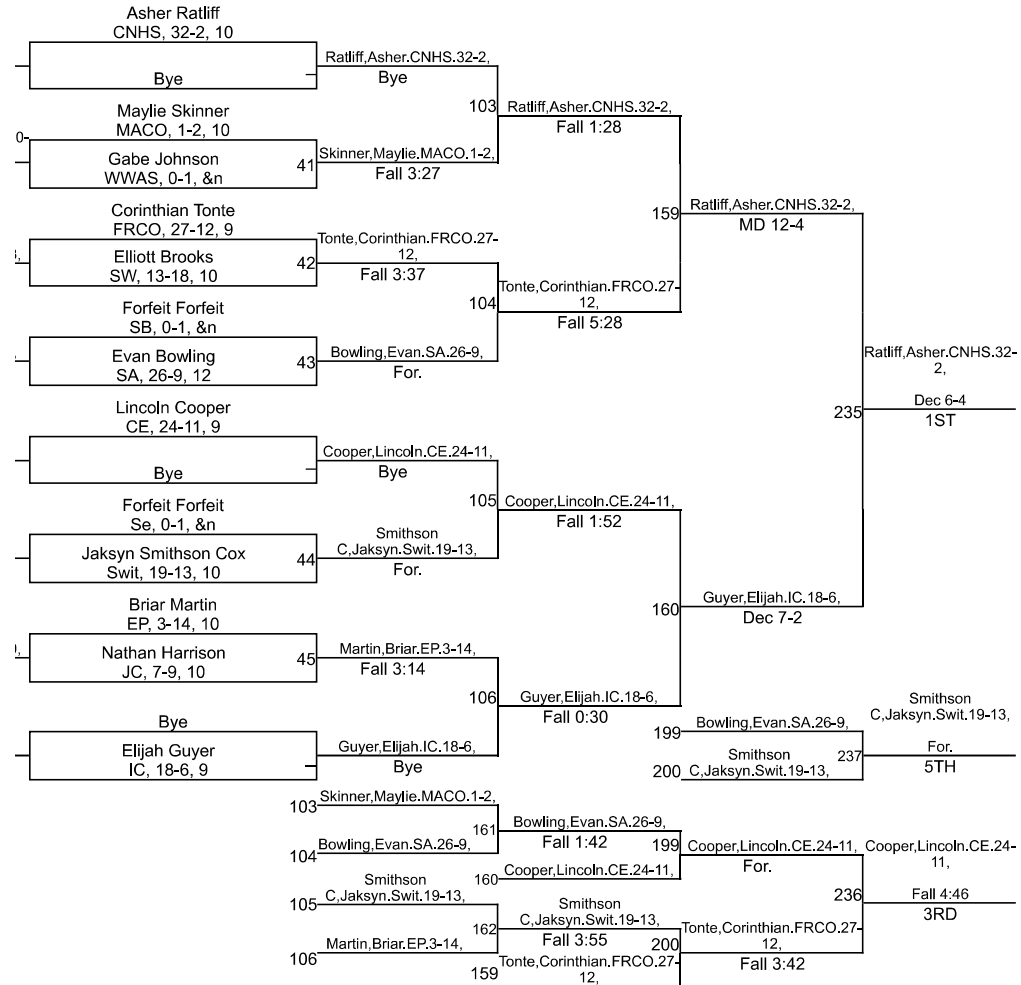 Asher Ratliff
CNHS, 32-2, 10
Ratliff,Asher.CNHS.32-2,
Bye
Bye
103
Ratliff,Asher.CNHS.32-2,
Fall 1:28
Maylie Skinner
MACO, 1-2, 10
0-
Gabe Johnson
WWAS, 0-1, &n
41
Skinner,Maylie.MACO.1-2,
Fall 3:27
159
Ratliff,Asher.CNHS.32-2,
MD 12-4
Corinthian Tonte
FRCO, 27-12, 9
Elliott Brooks
SW, 13-18, 10
42
Tonte,Corinthian.FRCO.27-
12,
Fall 3:37
104
Tonte,Corinthian.FRCO.27-
12,
Fall 5:28
Forfeit Forfeit
SB, 0-1, &n
Evan Bowling
SA, 26-9, 12
43
Bowling,Evan.SA.26-9,
For.
235
Ratliff,Asher.CNHS.32-
2,
Dec 6-4
1ST
Lincoln Cooper
CE, 24-11, 9
Bye
Cooper,Lincoln.CE.24-11,
Bye
105
Cooper,Lincoln.CE.24-11,
Fall 1:52
Forfeit Forfeit
Se, 0-1, &n
Jaksyn Smithson Cox
Swit, 19-13, 10
44
Smithson
C,Jaksyn.Swit.19-13,
For.
160
Guyer,Elijah.IC.18-6,
Dec 7-2
Briar Martin
EP, 3-14, 10
Nathan Harrison
JC, 7-9, 10
45
Martin,Briar.EP.3-14,
Fall 3:14
106
Guyer,Elijah.IC.18-6,
Fall 0:30
Bye
Elijah Guyer
IC, 18-6, 9
Guyer,Elijah.IC.18-6,
Bye
199
Bowling,Evan.SA.26-9,
200
Smithson
C,Jaksyn.Swit.19-13,
237
Smithson
C,Jaksyn.Swit.19-13,
For.
5TH
103
Skinner,Maylie.MACO.1-2,
104
Bowling,Evan.SA.26-9,
161
Bowling,Evan.SA.26-9,
Fall 1:42
160
Cooper,Lincoln.CE.24-11,
199
Cooper,Lincoln.CE.24-11,
For.
105
Smithson
C,Jaksyn.Swit.19-13,
106
Martin,Briar.EP.3-14,
162
Smithson
C,Jaksyn.Swit.19-13,
Fall 3:55
159
Tonte,Corinthian.FRCO.27-
12,
200
Tonte,Corinthian.FRCO.27-
12,
Fall 3:42
236
Cooper,Lincoln.CE.24-
11,
Fall 4:46
3RD